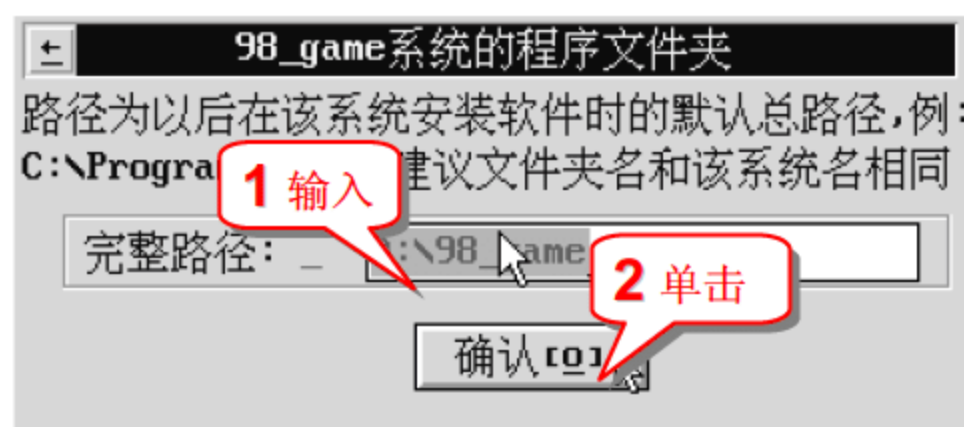 98_game系统的程序文件夹
路径为以后在该系统安装软件时的默认总路径,例:
C:\Progra 建议文件夹名和该系统名相同
1 输入
完整路径: _ :\98_game
2 单击
确认[O]